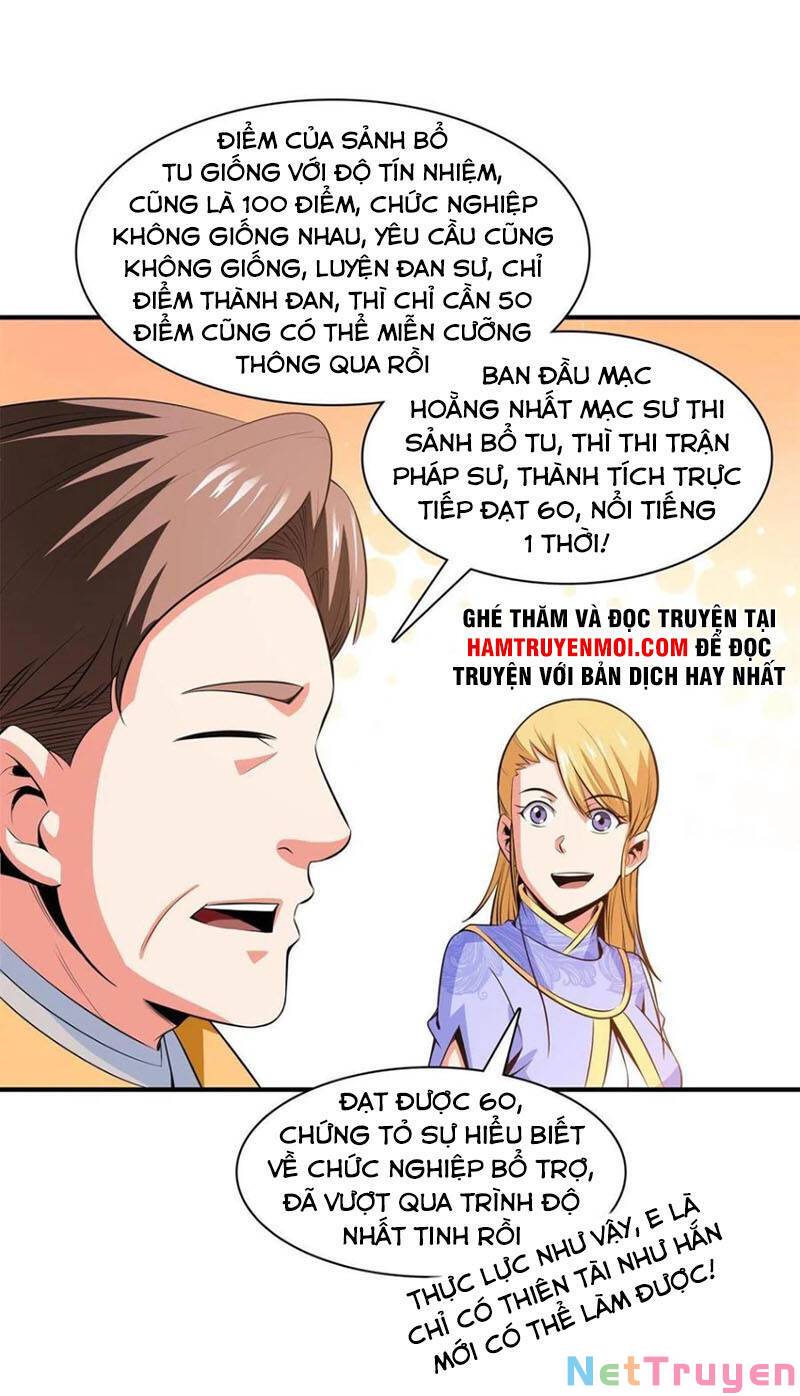 ĐIỂM CỦA SẢNH BỔ
TU GIỐNG VỚI ĐỘ TÍN NHIỆM,
CŨNG LÀ 100 ĐIỂM, CHỨC NGHIỆP
KHÔNG GIỐNG NHAU, YÊU CẦU CŨNG
KHÔNG GIỐNG, LUYỆN ĐAN SƯ, CHỈ
ĐIỂM THÀNH ĐAN, THÌ CHỈ CẦN 50
ĐIỂM CŨNG CÓ THỂ MIỄN CƯỠNG
THÔNG QUA RỒI
BAN ĐẦU MẠC
HOẰNG NHẤT MẠC SƯ THI
SẢNH BỔ TU, THÌ THI TRẬN
PHÁP SƯ, THÀNH TÍCH TRỰC
TIẾP ĐẠT 60, NỔI TIẾNG
1 THỜI!
GHÉ THĂM VÀ ĐỌC TRUYỆN TẠI
HAMTRUYENMOI.COM ĐỂ ĐỌC
TRUYỆN VỚI BẢN DỊCH HAY NHẤT
ĐẠT ĐƯỢC 60,
CHỨNG TỎ SỰ HIỂU BIẾT
VỀ CHỨC NGHIỆP BỔ TRỢ,
ĐÃ VƯỢT QUA TRÌNH ĐỘ
NHẤT TINH RỒI
THỰC LỰC NHƯ VẬY, E LÀ
CHỈ CÓ THIÊN TÀI NHƯ HẮN
MỚI CÓ THỂ LÀM ĐƯỢC!
NetTruyen